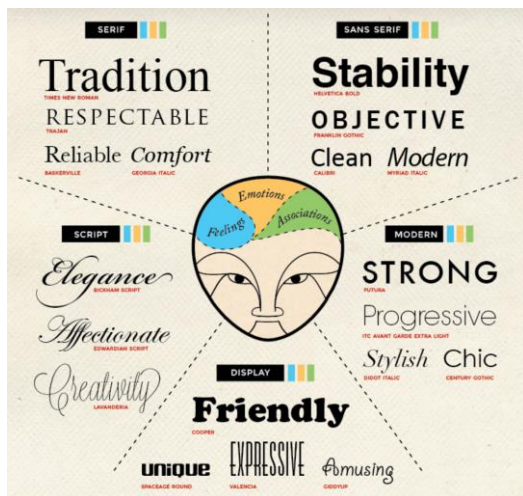 SERIF
Tradition
TIMES NEW ROMAN
RESPECTABLE
TRAJAN
Reliable Comfort
BASKERVILLE GEORGIA ITALIC
SANS SERIF
Stability
HELVETICA BOLD
OBJECTIVE
FRANKLIN GOTHIC
Clean Modern
CALIBRI MYRIAD ITALIC
Emotions
Feelings
Associations
SCRIPT
Elegance
BICKHAM SCRIPT
Affectionate
EDWARDIAN SCRIPT
Creativity
LAVANDERIA
MODERN
STRONG
FUTURA
Progressive
ITC AVANT GARDE EXTRA LIGHT
Stylish Chic
DIDOT ITALIC CENTURY GOTHIC
DISPLAY
Friendly
COOPER
UNIQUE EXPRESSIVE Amusing
SPACEAGE ROUND VALENCIA GIDDYUP